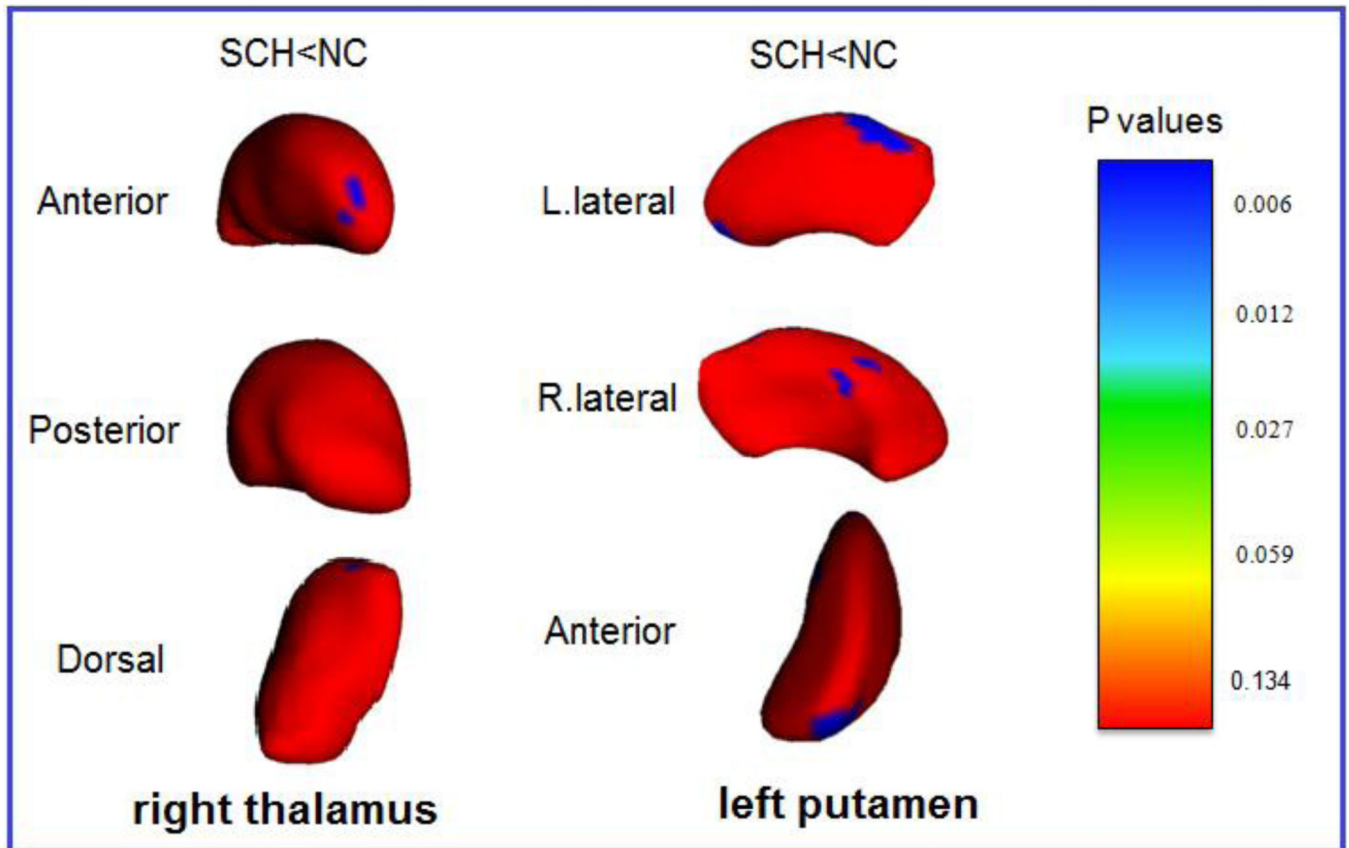 SCH<NC
SCH<NC
P values
Anterior
L.lateral
0.006
0.012
Posterior
R.lateral
0.027
0.059
Dorsal
Anterior
0.134
right thalamus
left putamen